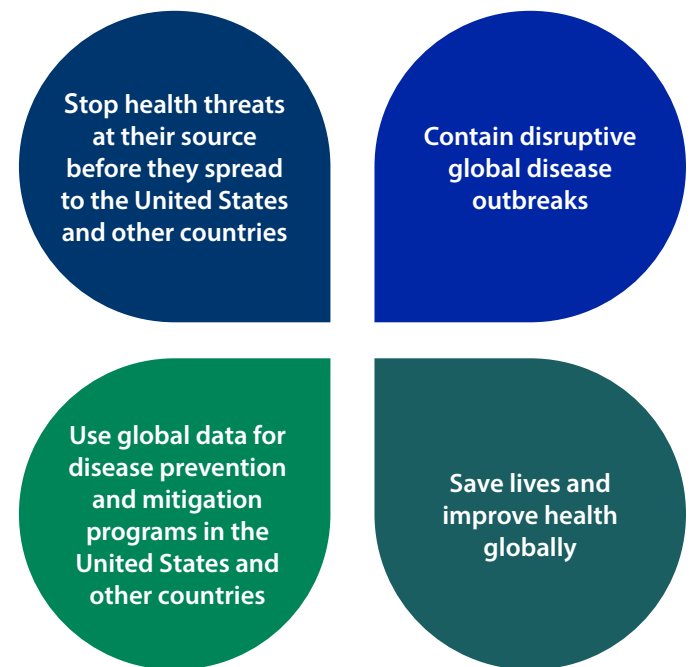 Stop health threats
at their source
before they spread
to the United States
and other countries
Contain disruptive
global disease
outbreaks
Use global data for
disease prevention
and mitigation
programs in the
United States and
other countries
Save lives and
improve health
globally